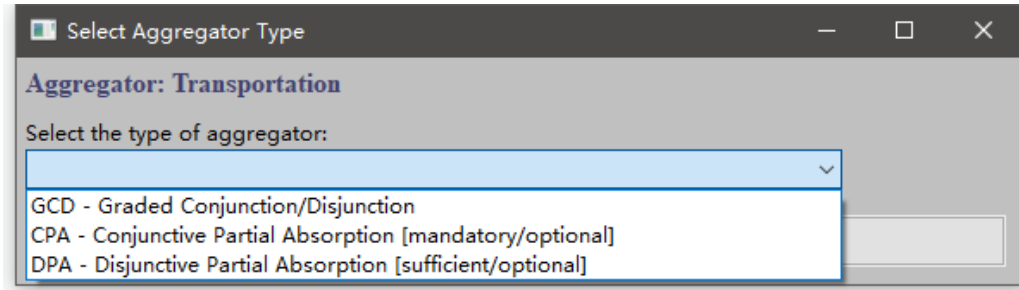 Select Aggregator Type
Aggregator: Transportation
Select the type of aggregator:
GCD - Graded Conjunction/Disjunction
CPA - Conjunctive Partial Absorption [mandatory/optional]
DPA - Disjunctive Partial Absorption [sufficient/optional]